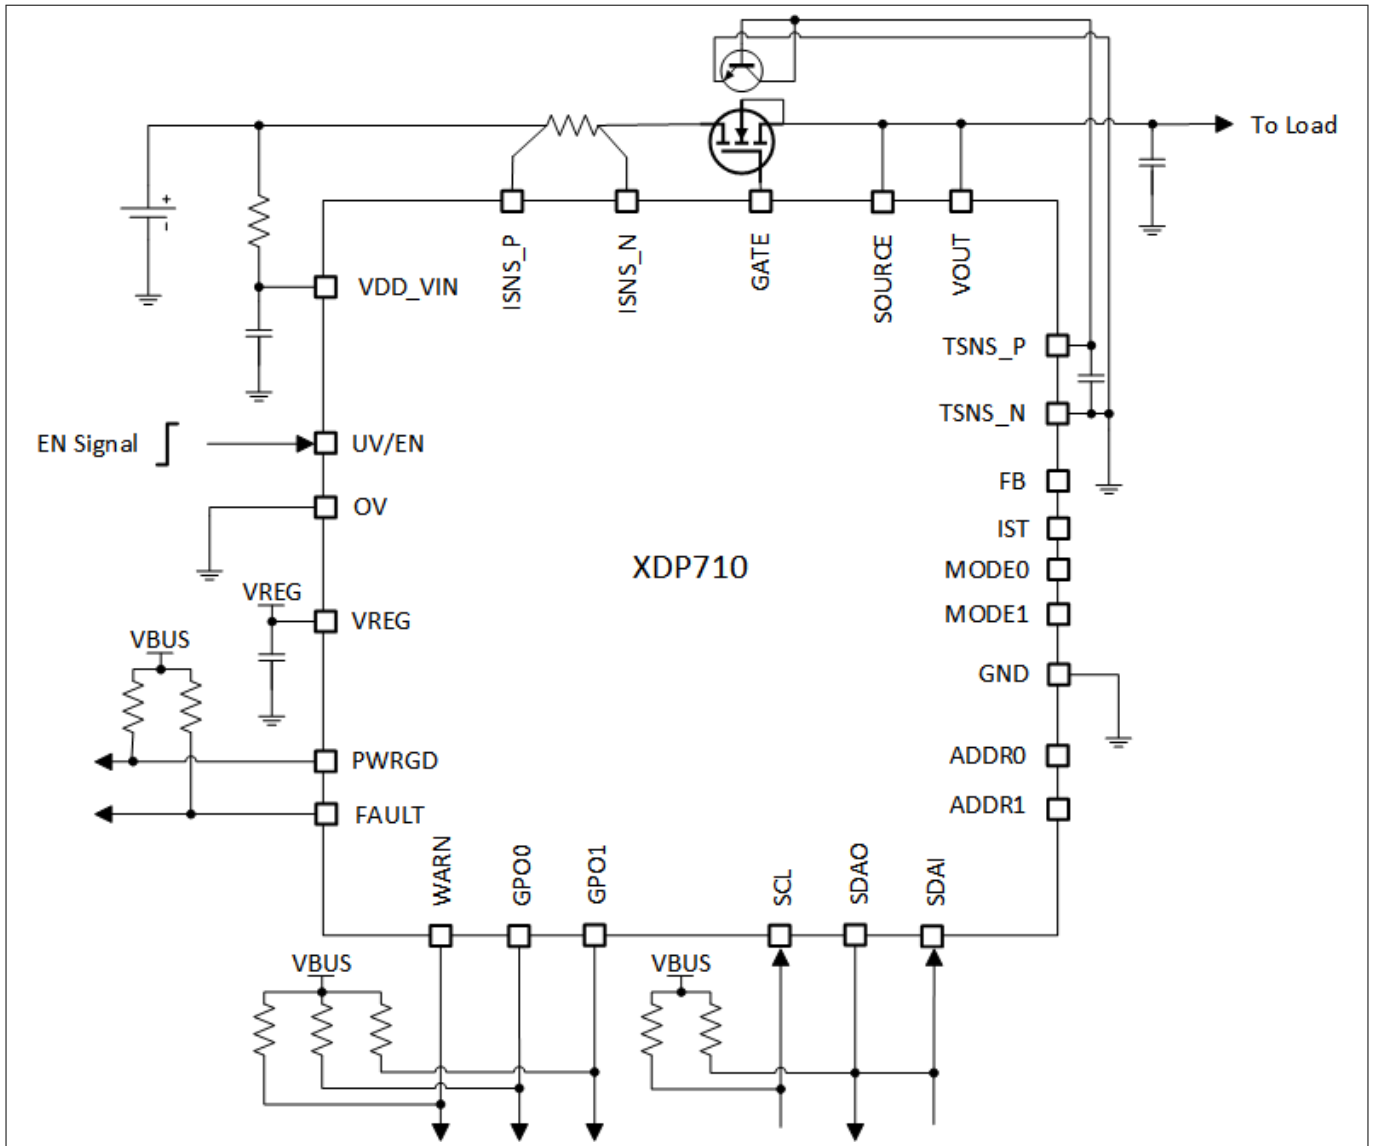 To Load
+
-
ISNS_P
ISNS_N
GATE
SOURCE
VOUT
VDD_VIN
TSNS_P
TSNS_N
EN Signal
UV/EN
OV
FB
IST
XDP710
MODE0
MODE1
VREG
VREG
VBUS
GND
PWRGD
ADDR0
FAULT
ADDR1
WARN
GPO0
GPO1
SCL
SDAO
SDAI
VBUS
VBUS